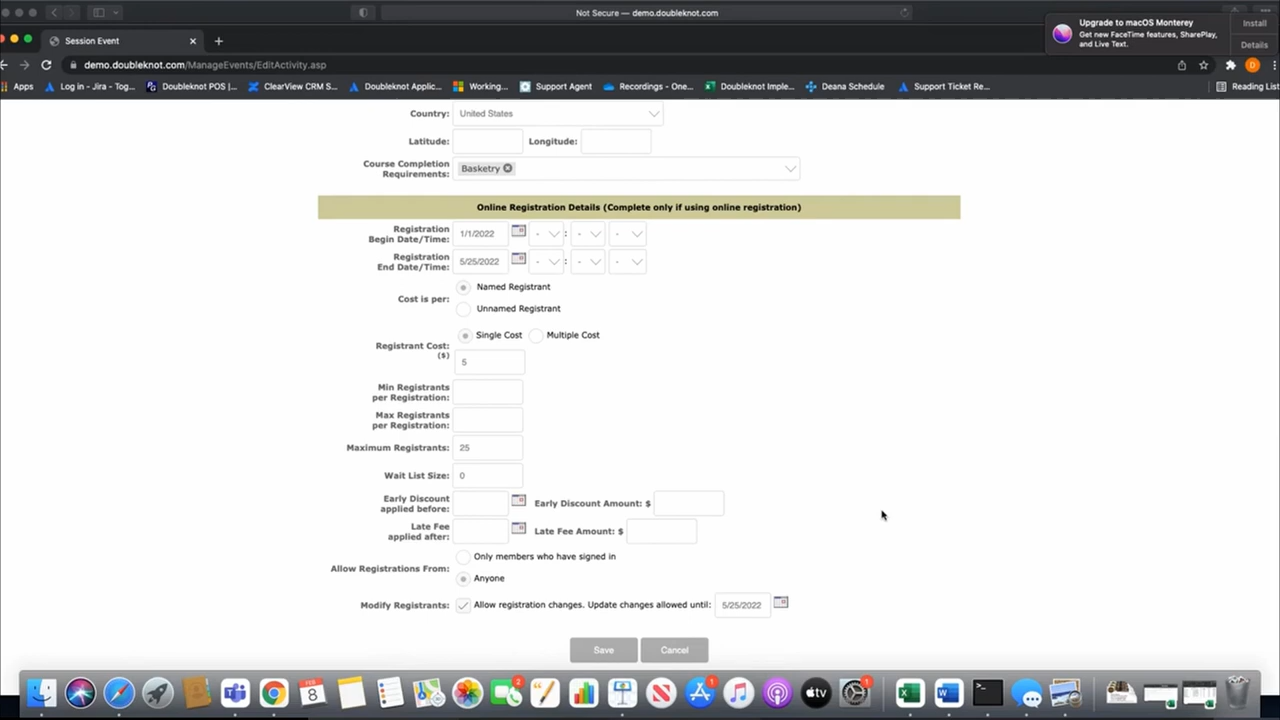 Not Secure — demo.doubleknot.com
Upgrade to macOS Monterey
Get new FaceTime features, SharePlay,
and Live Text.
Install
Details
Session Event
demo.doubleknot.com/ManageEvents/EditActivity.asp
D
Apps
Log in - Jira - Tog...
Doubleknot POS |...
ClearView CRM S...
Doubleknot Applic...
Working...
Support Agent
Recordings - One...
Doubleknot Imple...
Deana Schedule
Support Ticket Re...
Reading List
Country: United States
Latitude: Longitude:
Course Completion
Requirements: Basketry
Online Registration Details (Complete only if using online registration)
Registration
Begin Date/Time: 1/1/2022 - - : - -
Registration
End Date/Time: 5/25/2022 - - : - -
Cost is per: Named Registrant
Unnamed Registrant
Registrant Cost:
($)
Single Cost Multiple Cost
5
Min Registrants
per Registration:
Max Registrants
per Registration:
Maximum Registrants: 25
Wait List Size: 0
Early Discount
applied before:
Early Discount Amount: $
Late Fee
applied after:
Late Fee Amount: $
Allow Registrations From: Only members who have signed in
Anyone
Modify Registrants: Allow registration changes. Update changes allowed until: 5/25/2022
Save Cancel
FEB
8
2
1
tv
1